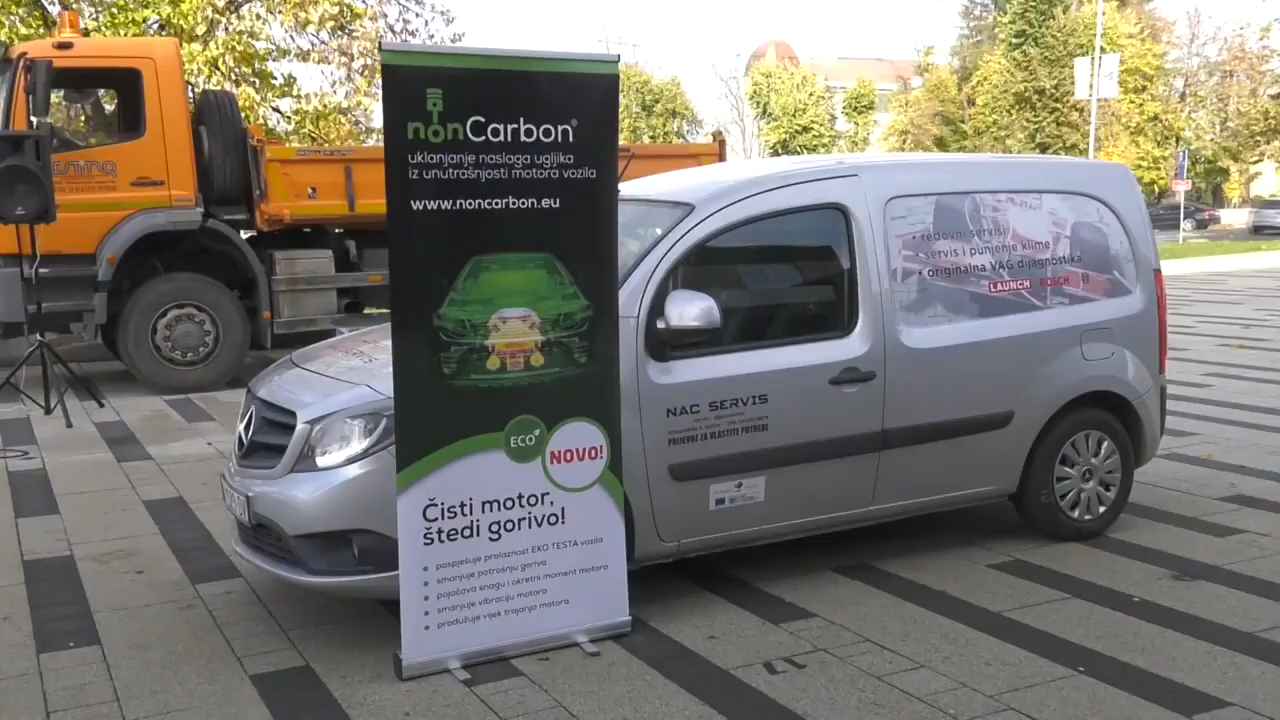 nonCarbon®
uklanjanje naslaga ugljika
iz unutrašnjosti motora vozila
www.noncarbon.eu
ECO
NOVO!
Čisti motor,
štedi gorivo!
• pospješuje prolaznost EKO TESTA vozila
• smanjuje potrošnju goriva
• pojačava snagu i okretni moment motora
• smanjuje vibraciju motora
• produžuje vijek trajanja motora
• redovni servisi
• servis i punjenje klime
• originalna VAG dijagnostika
LAUNCH BOSCH
NAC SERVIS
PRIJEVOZ ZA VLASTITE POTREBE